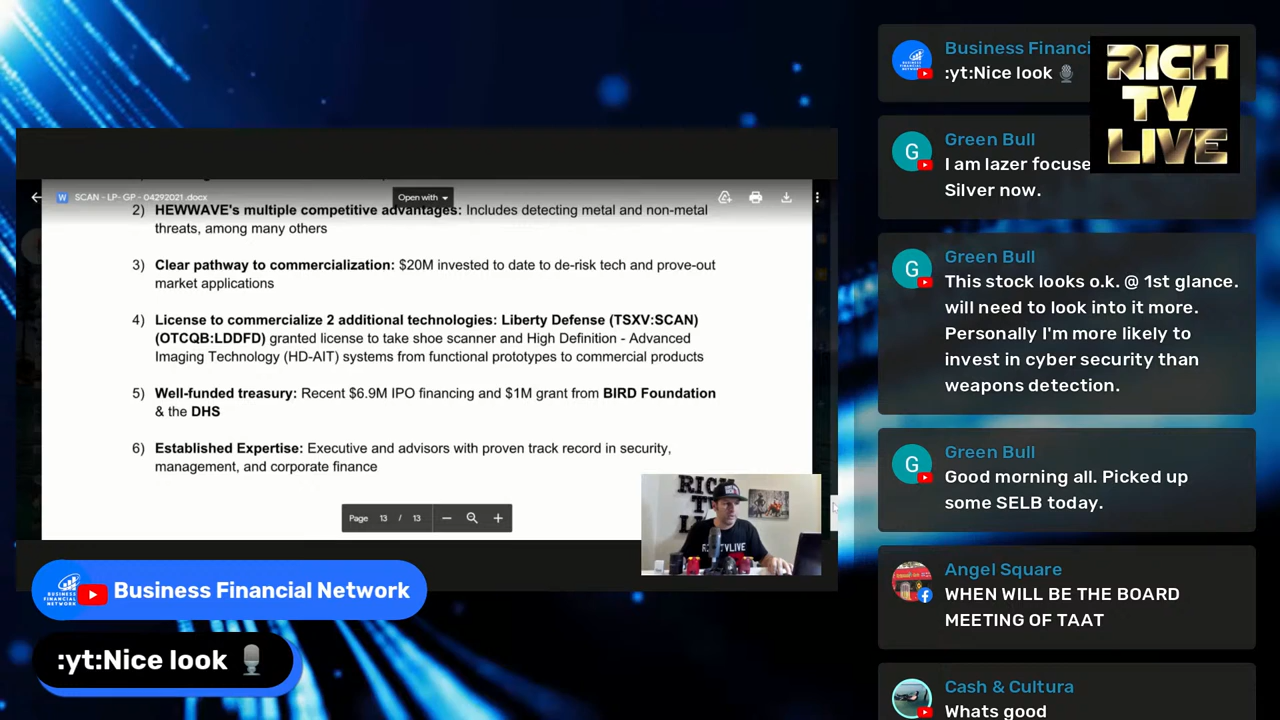 SCAN - LP- GP - 04292021 .docx
Open with
2) HEWWAVE's multiple competitive advantages: Includes detecting metal and non-metal
threats, among many others
3) Clear pathway to commercialization: $20M invested to date to de-risk tech and prove-out
market applications
4) License to commercialize 2 additional technologies: Liberty Defense (TSXV:SCAN)
(OTCQB:LDDFD) granted license to take shoe scanner and High Definition - Advanced
Imaging Technology (HD-AIT) systems from functional prototypes to commercial products
5) Well-funded treasury: Recent $6.9M IPO financing and $1M grant from BIRD Foundation
& the DHS
6) Established Expertise: Executive and advisors with proven track record in security,
management, and corporate finance
Page 13 / 13
RICH
TV
RICHTVLIVE
Business Financial Network
:yt:Nice look
Business Financi
:yt:Nice look
RICH
TV
LIVE
Green Bull
I am lazer focuse
Silver now.
Green Bull
This stock looks o.k. @ 1st glance.
will need to look into it more.
Personally I'm more likely to
invest in cyber security than
weapons detection.
Green Bull
Good morning all. Picked up
some SELB today.
Angel Square
WHEN WILL BE THE BOARD
MEETING OF TAAT
Cash & Cultura
Whats good